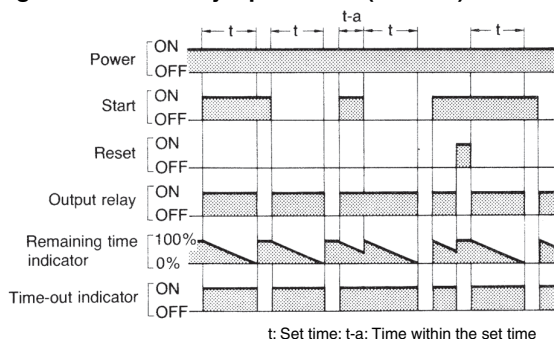 t-a
t t t t
Power ON
OFF
Start ON
OFF
Reset ON
OFF
Output relay ON
OFF
Remaining time indicator 100%
0%
Time-out indicator ON
OFF
t: Set time; t-a: Time within the set time